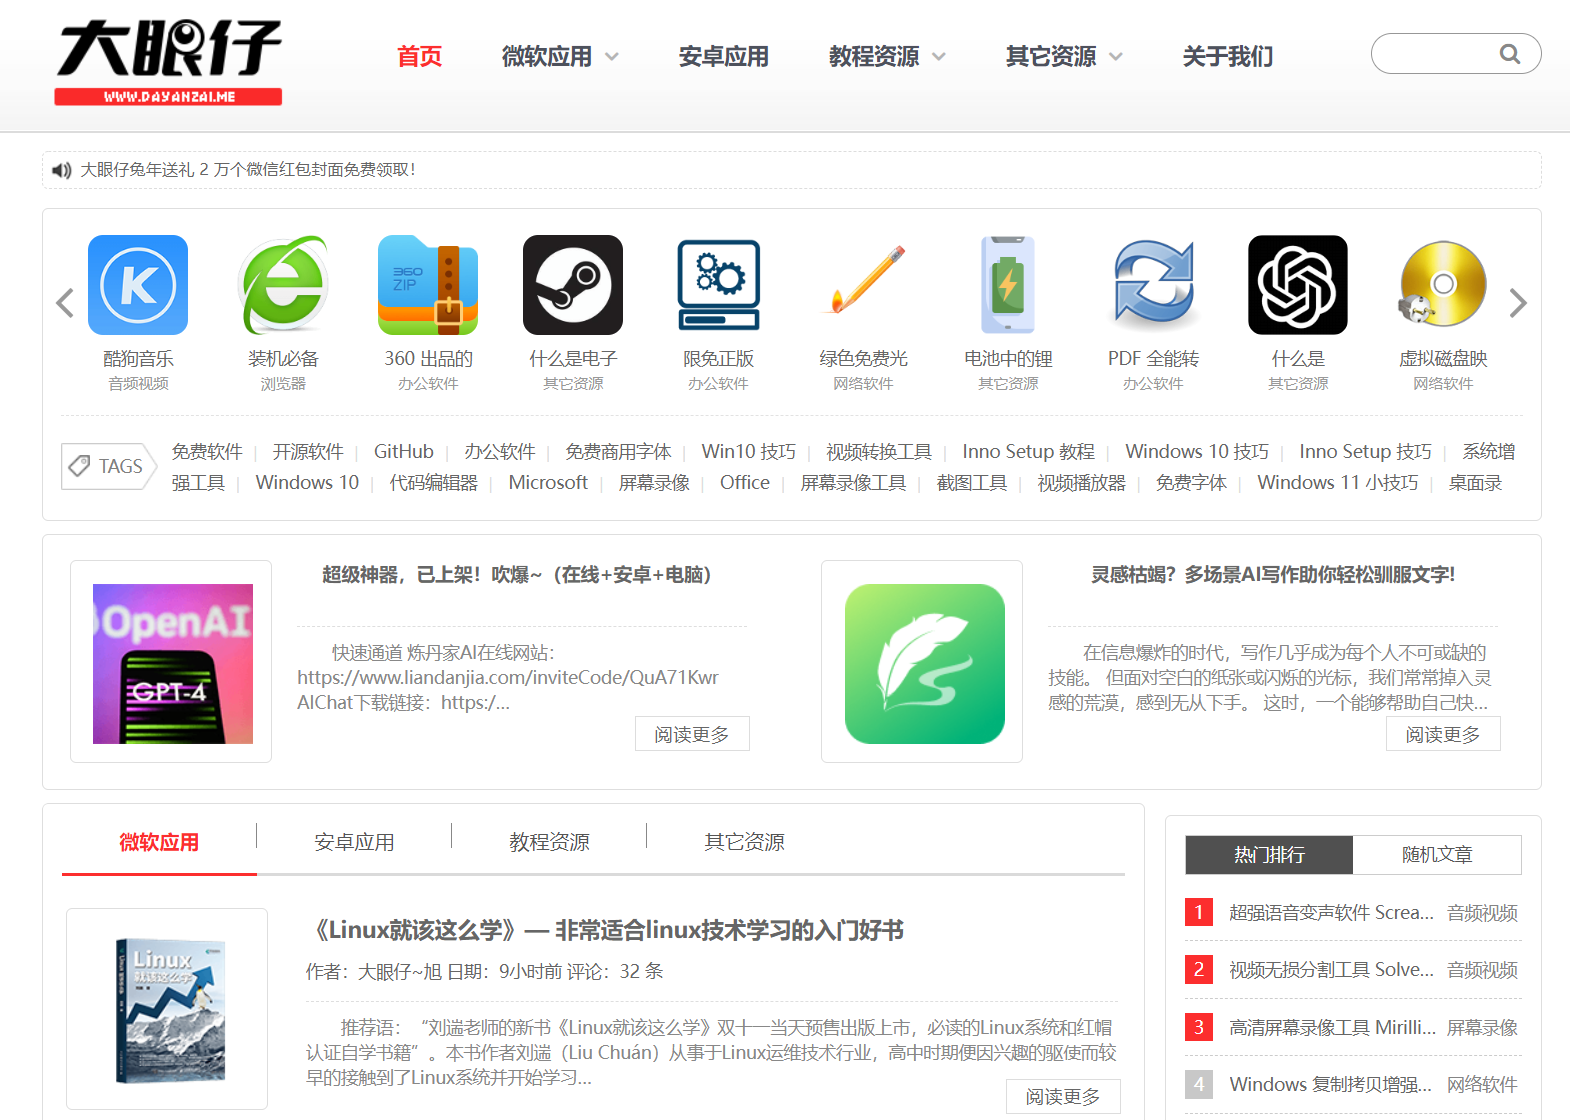 大眼仔
WWW.DAYANZAI.ME
首页 微软应用 安卓应用 教程资源 其它资源 关于我们
大眼仔兔年送礼 2 万个微信红包封面免费领取！
K 360 ZIP
酷狗音乐 装机必备 360 出品的 什么是电子 限免正版 绿色免费光 电池中的锂 PDF 全能转 什么是 虚拟磁盘映
音频视频 浏览器 办公软件 其它资源 办公软件 网络软件 其它资源 办公软件 其它资源 网络软件
TAGS
免费软件 | 开源软件 | GitHub | 办公软件 | 免费商用字体 | Win10 技巧 | 视频转换工具 | Inno Setup 教程 | Windows 10 技巧 | Inno Setup 技巧 | 系统增
强工具 | Windows 10 | 代码编辑器 | Microsoft | 屏幕录像 | Office | 屏幕录像工具 | 截图工具 | 视频播放器 | 免费字体 | Windows 11 小技巧 | 桌面录
OpenAI
GPT-4
超级神器，已上架！吹爆~（在线+安卓+电脑）
快速通道 炼丹家AI在线网站：
https://www.liandanjia.com/inviteCode/QuA71Kwr
AIChat下载链接：https:/...
阅读更多
灵感枯竭？多场景AI写作助你轻松驯服文字!
在信息爆炸的时代，写作几乎成为每个人不可或缺的
技能。 但面对空白的纸张或闪烁的光标，我们常常掉入灵
感的荒漠，感到无从下手。 这时，一个能够帮助自己快...
阅读更多
微软应用 安卓应用 教程资源 其它资源
Linux
就该这么学
《Linux就该这么学》— 非常适合linux技术学习的入门好书
作者：大眼仔~旭 日期：9小时前 评论：32 条
推荐语：“刘遄老师的新书《Linux就该这么学》双十一当天预售出版上市，必读的Linux系统和红帽
认证自学书籍”。本书作者刘遄（Liu Chuán）从事于Linux运维技术行业，高中时期便因兴趣的驱使而较
早的接触到了Linux系统并开始学习...
阅读更多
热门排行 随机文章
1 超强语音变声软件 Screa... 音频视频
2 视频无损分割工具 Solve... 音频视频
3 高清屏幕录像工具 Mirilli... 屏幕录像
4 Windows 复制拷贝增强... 网络软件